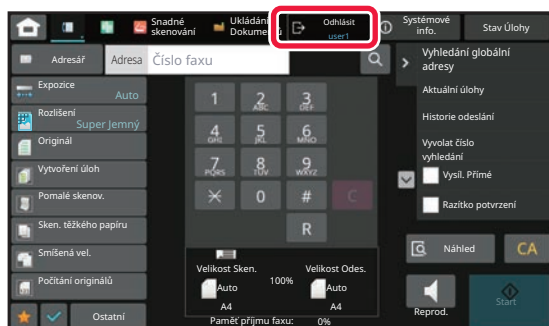 Snadné
skenování
Ukládání
Dokumentů
Odhlásit
user1
Systémové
info.
Stav Úlohy
Adresář
Adresa
Číslo faxu
Vyhledání globální
adresy
Expozice
Auto
Rozlišení
Super Jemný
Originál
Vytvoření úloh
Pomalé skenov.
Sken. těžkého papíru
Smíšená vel.
Počítání originálů
Ostatní
1
2
ABC
3
DEF
4
GHI
5
JKL
6
MNO
7
PQRS
8
TUV
9
WXYZ
0
#
C
R
Velikost Sken.
Auto
A4
100%
Velikost Odes.
Auto
A4
Paměť příjmu faxu: 0%
Aktuální úlohy
Historie odeslání
Vyvolat číslo
vyhledání
Vysíl. Přímé
Razítko potvrzení
Náhled
CA
Reprod.
Start